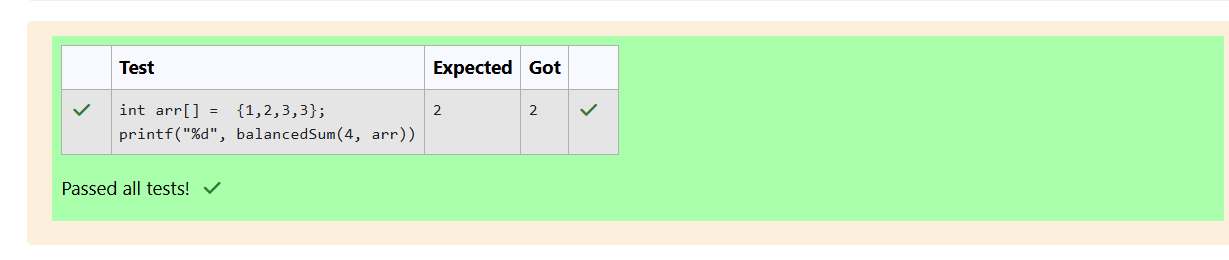 Test Expected Got
int arr[] =  {1,2,3,3}; 2 2
printf("%d", balancedSum(4, arr))
Passed all tests!